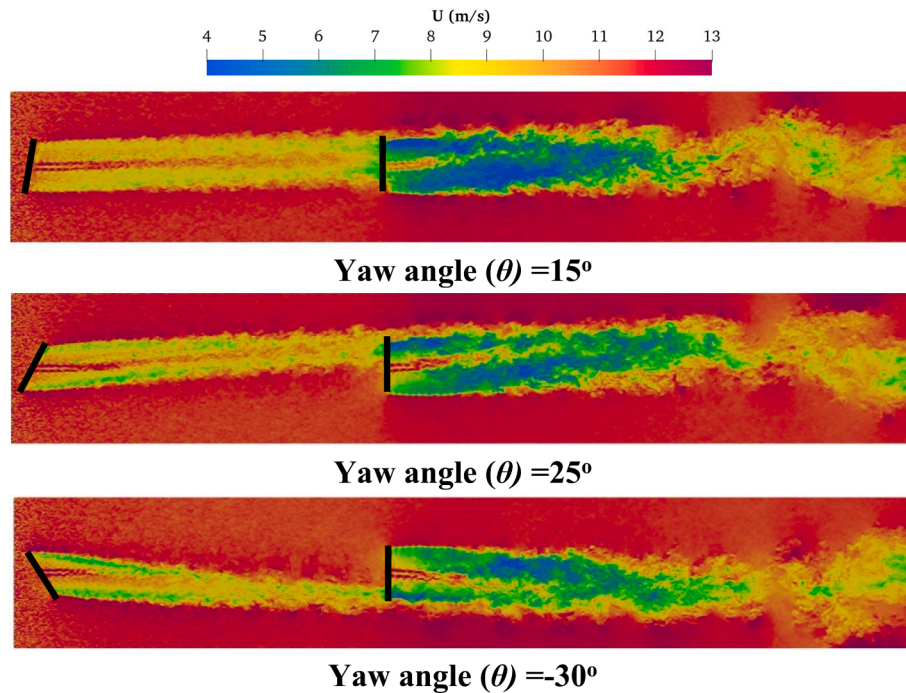 U (m/s)
4 5 6 7 8 9 10 11 12 13
Yaw angle (θ) =15°
Yaw angle (θ) =25°
Yaw angle (θ) =-30°